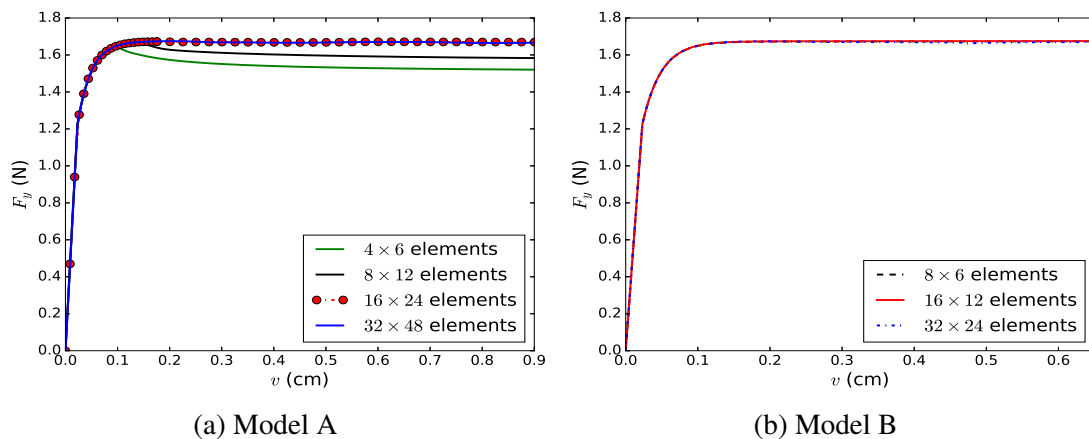 1.8
1.6
1.4
1.2
1.0
0.8
0.6
0.4
0.2
0.0
F_y (N)
0.0 0.1 0.2 0.3 0.4 0.5 0.6 0.7 0.8 0.9
v (cm)
4 × 6 elements
8 × 12 elements
16 × 24 elements
32 × 48 elements
(a) Model A
1.8
1.6
1.4
1.2
1.0
0.8
0.6
0.4
0.2
0.0
F_y (N)
0.0 0.1 0.2 0.3 0.4 0.5 0.6
v (cm)
8 × 6 elements
16 × 12 elements
32 × 24 elements
(b) Model B